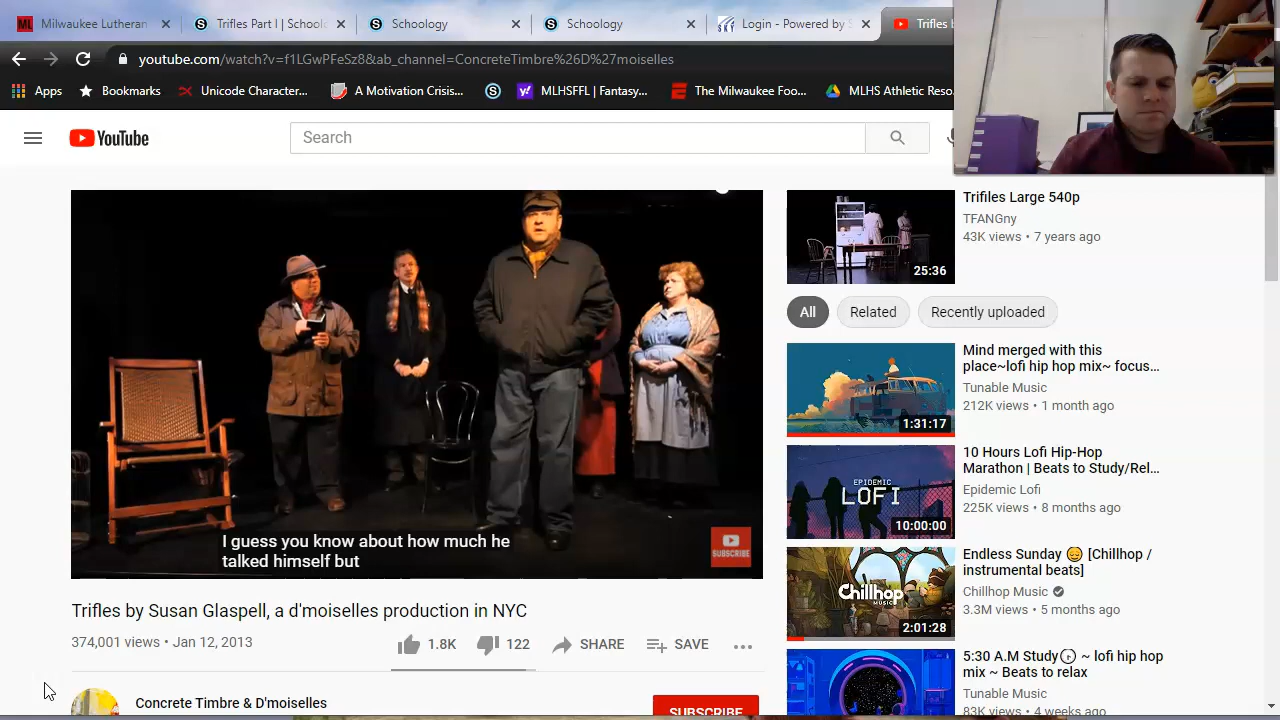 Milwaukee Lutheran
Trifles Part I | Schoolo
Schoology
Schoology
Login - Powered by S
Trifles b
youtube.com/watch?v=f1LGwPFeSz8&ab_channel=ConcreteTimbre%26D%27moiselles
Apps
Bookmarks
Unicode Character...
A Motivation Crisis...
MLHSFFL | Fantasy...
The Milwaukee Foo...
MLHS Athletic Reso
YouTube
Search
I guess you know about how much he
talked himself but
SUBSCRIBE
Trifles by Susan Glaspell, a d'moiselles production in NYC
374,001 views • Jan 12, 2013
1.8K
122
SHARE
SAVE
Concrete Timbre & D'moiselles
SUBSCRIBE
25:36
Trifiles Large 540p
TFANGny
43K views • 7 years ago
All
Related
Recently uploaded
1:31:17
Mind merged with this
place~lofi hip hop mix~ focus...
Tunable Music
212K views • 1 month ago
EPIDEMIC
LOFI
10:00:00
10 Hours Lofi Hip-Hop
Marathon | Beats to Study/Rel...
Epidemic Lofi
225K views • 8 months ago
Chillhop
MUSIC
2:01:28
Endless Sunday 😌 [Chillhop /
instrumental beats]
Chillhop Music
3.3M views • 5 months ago
5:30 A.M Study🕟 ~ lofi hip hop
mix ~ Beats to relax
Tunable Music
83K views • 4 weeks ago